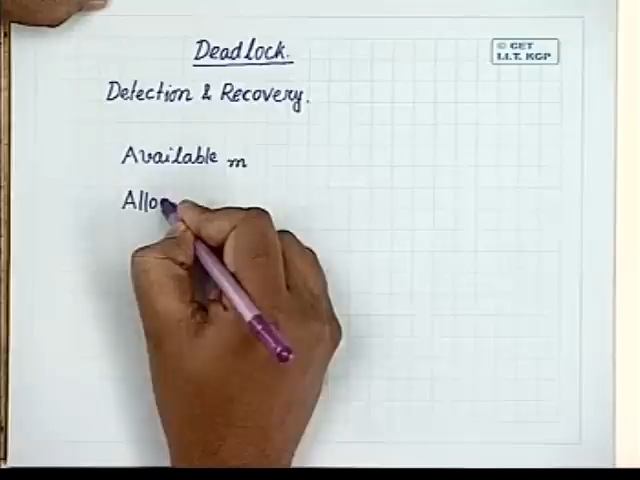 Deadlock.
© CET
I.I.T. KGP
Detection & Recovery.
Available m
Allo